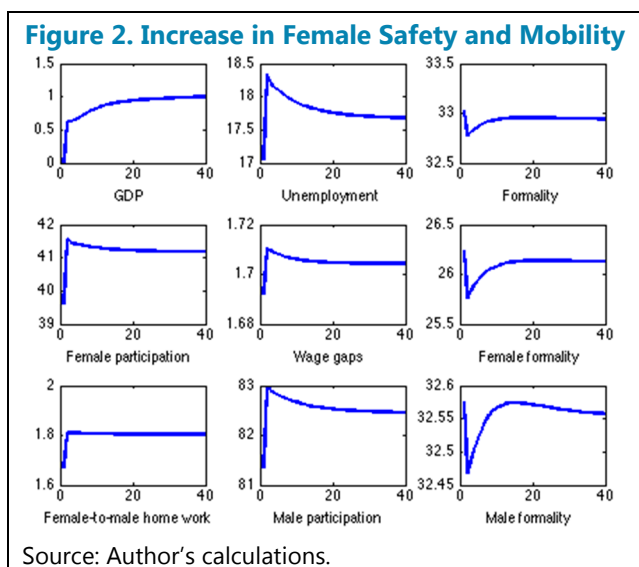 Figure 2. Increase in Female Safety and Mobility
1.5
1
0.5
0
0 20 40
GDP
18.5
18
17.5
17
0 20 40
Unemployment
33.5
33
32.5
0 20 40
Formality
42
41
40
39
0 20 40
Female participation
1.72
1.7
1.68
0 20 40
Wage gaps
26.5
26
25.5
0 20 40
Female formality
2
1.8
1.6
0 20 40
Female-to-male home work
83
82
81
0 20 40
Male participation
32.6
32.55
32.5
32.45
0 20 40
Male formality
Source: Author’s calculations.